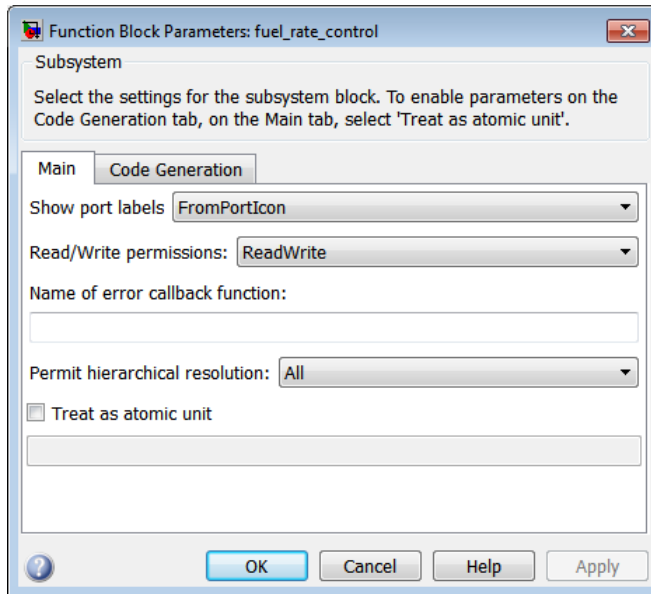 Function Block Parameters: fuel_rate_control
Subsystem
Select the settings for the subsystem block. To enable parameters on the
Code Generation tab, on the Main tab, select 'Treat as atomic unit'.
Main Code Generation
Show port labels FromPortIcon
Read/Write permissions: ReadWrite
Name of error callback function:
Permit hierarchical resolution: All
Treat as atomic unit
? OK Cancel Help Apply